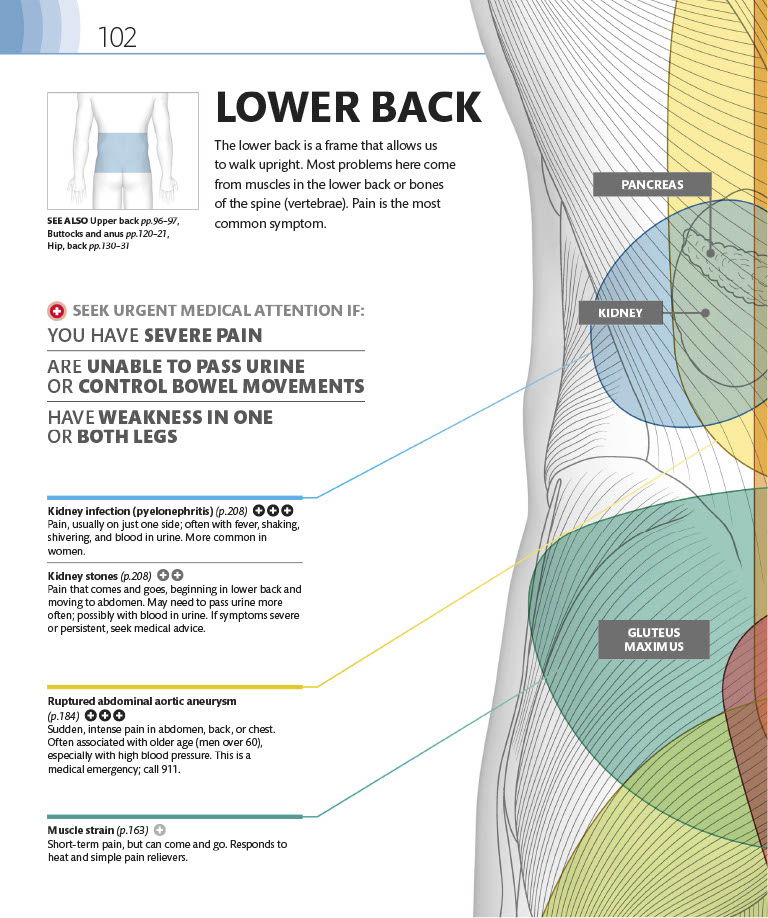 102
LOWER BACK
The lower back is a frame that allows us
to walk upright. Most problems here come
from muscles in the lower back or bones
of the spine (vertebrae). Pain is the most
common symptom.
SEE ALSO Upper back pp.96–97,
Buttocks and anus pp.120–21,
Hip, back pp.130–31
SEEK URGENT MEDICAL ATTENTION IF:
YOU HAVE SEVERE PAIN
ARE UNABLE TO PASS URINE
OR CONTROL BOWEL MOVEMENTS
HAVE WEAKNESS IN ONE
OR BOTH LEGS
Kidney infection (pyelonephritis) (p.208)
Pain, usually on just one side; often with fever, shaking,
shivering, and blood in urine. More common in
women.
Kidney stones (p.208)
Pain that comes and goes, beginning in lower back and
moving to abdomen. May need to pass urine more
often; possibly with blood in urine. If symptoms severe
or persistent, seek medical advice.
Ruptured abdominal aortic aneurysm
(p.184)
Sudden, intense pain in abdomen, back, or chest.
Often associated with older age (men over 60),
especially with high blood pressure. This is a
medical emergency; call 911.
Muscle strain (p.163)
Short-term pain, but can come and go. Responds to
heat and simple pain relievers.
PANCREAS
KIDNEY
GLUTEUS
MAXIMUS